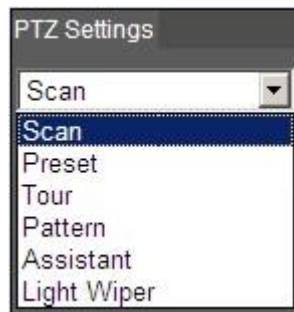 PTZ Settings
Scan
Scan
Preset
Tour
Pattern
Assistant
Light Wiper